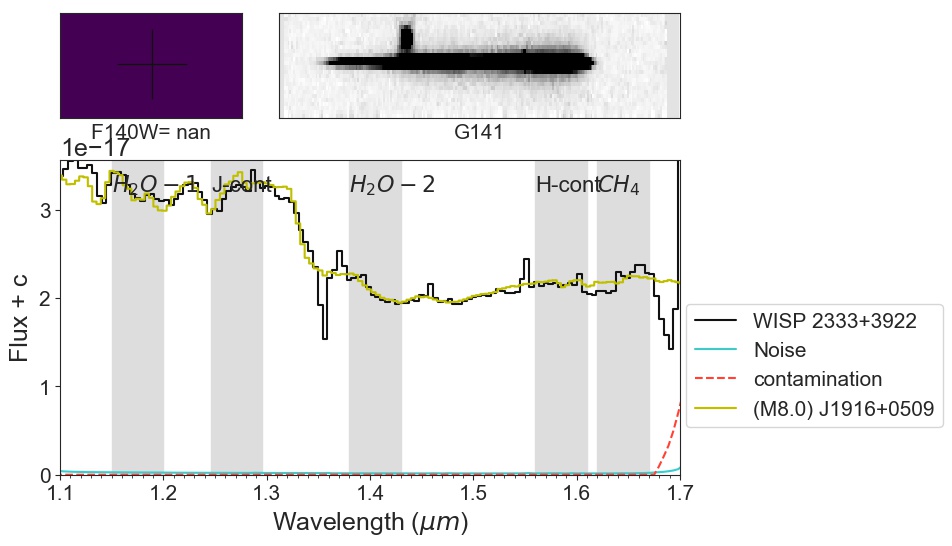 F140W= nan
G141
1e−17
H₂O − 1 J-cont H₂O − 2 H-cont CH₄
3
2
1
0
1.1 1.2 1.3 1.4 1.5 1.6 1.7
Flux + c
Wavelength (μm)
WISP 2333+3922
Noise
contamination
(M8.0) J1916+0509